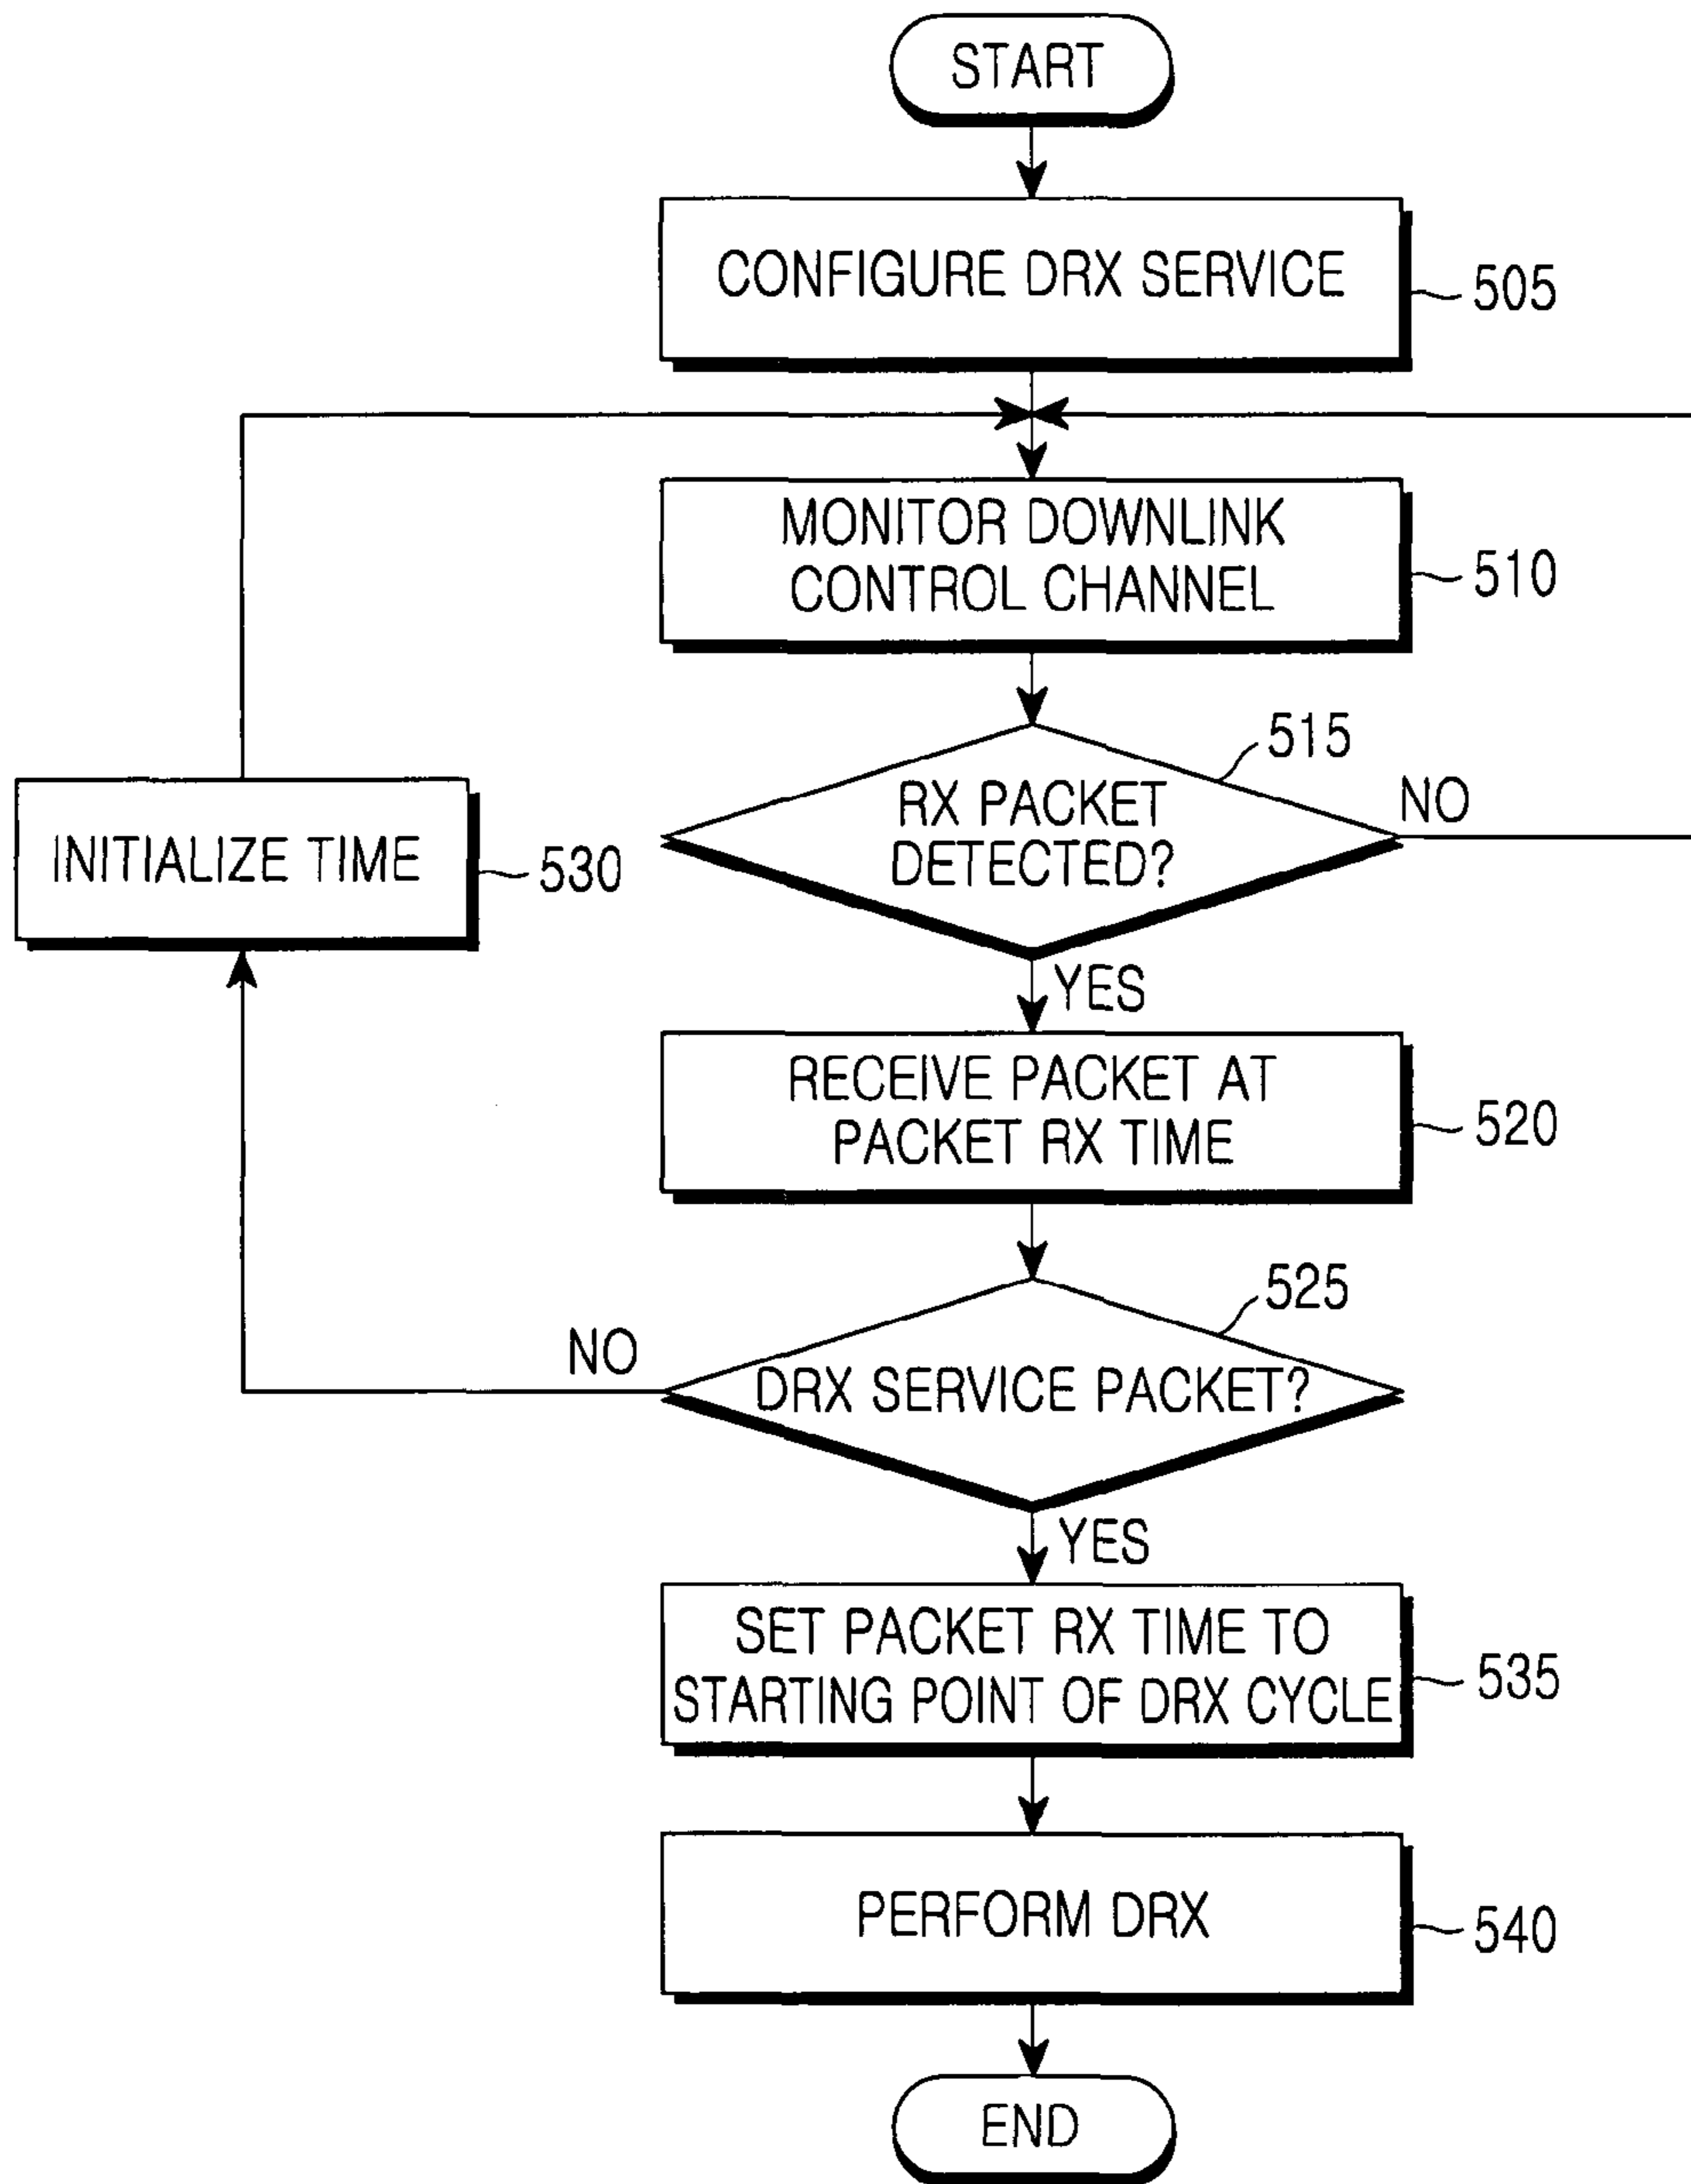 START
CONFIGURE DRX SERVICE
505
MONITOR DOWNLINK
CONTROL CHANNEL
510
515
RX PACKET
DETECTED?
NO
INITIALIZE TIME
530
YES
RECEIVE PACKET AT
PACKET RX TIME
520
525
NO
DRX SERVICE PACKET?
YES
SET PACKET RX TIME TO
STARTING POINT OF DRX CYCLE
535
PERFORM DRX
540
END